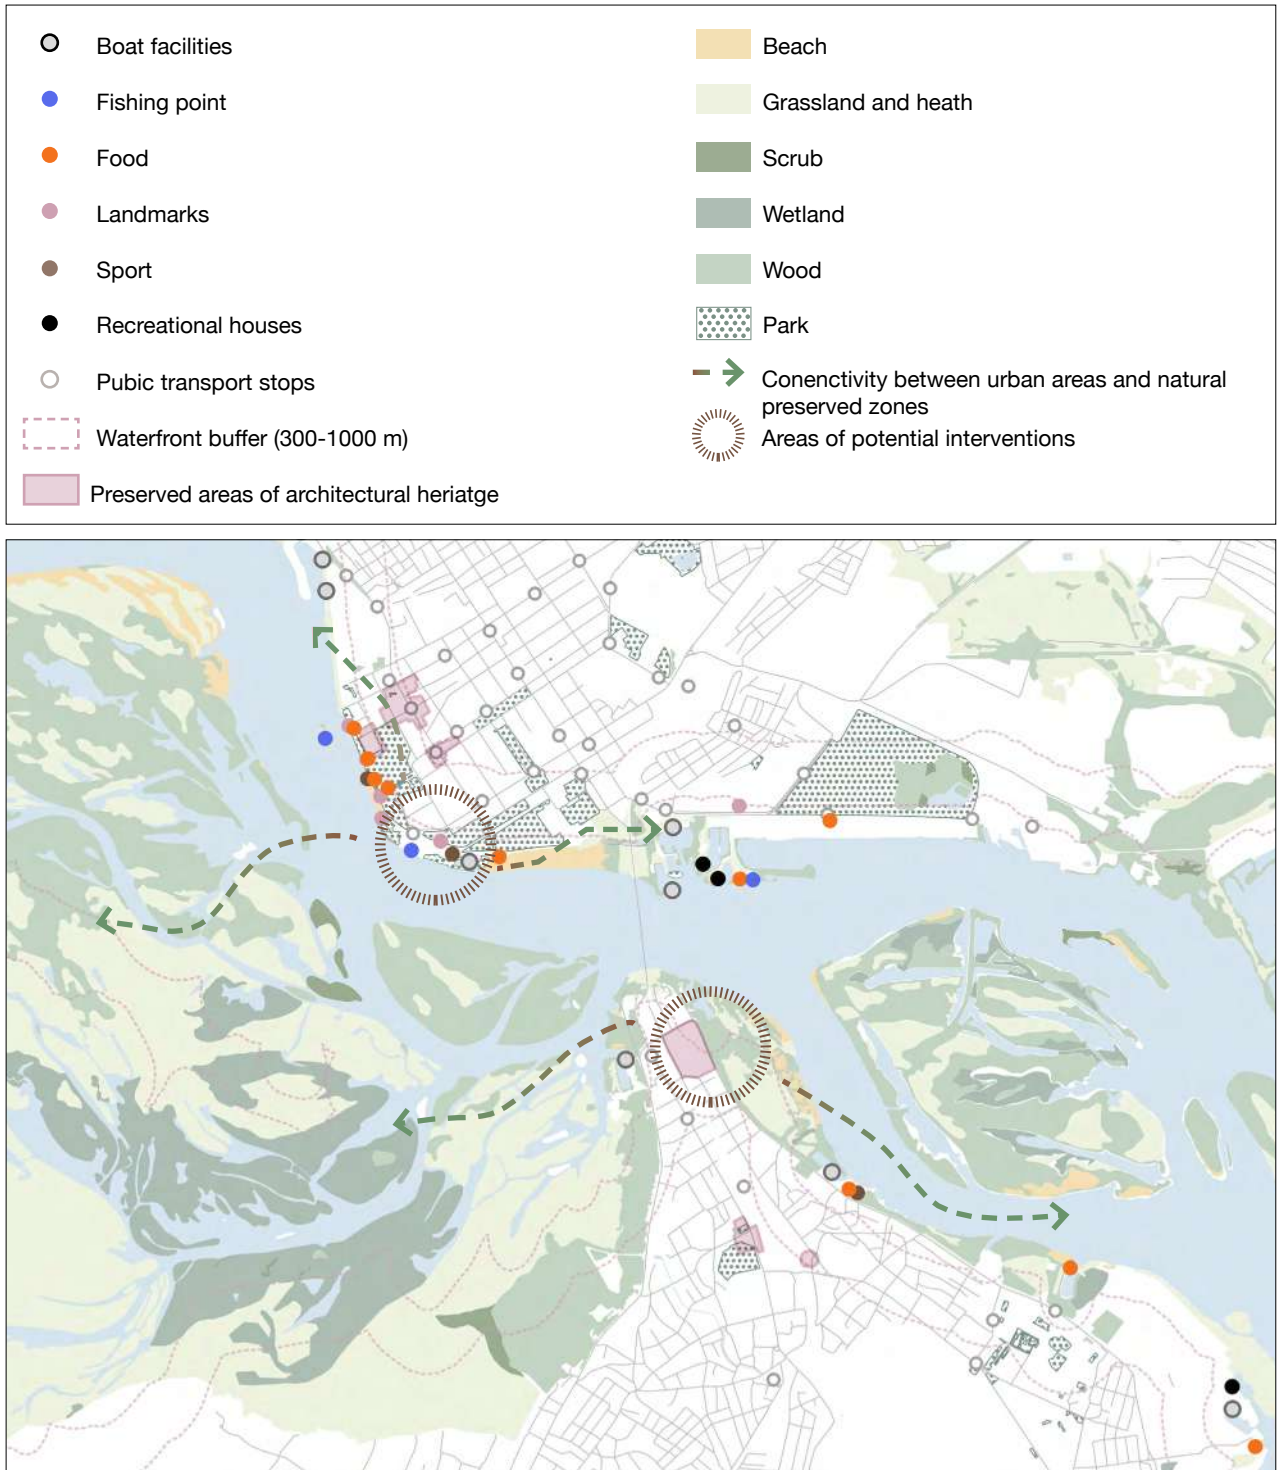 Boat facilities
Fishing point
Food
Landmarks
Sport
Recreational houses
Pubic transport stops
Waterfront buffer (300-1000 m)
Preserved areas of architectural heriatge
Beach
Grassland and heath
Scrub
Wetland
Wood
Park
Conenctivity between urban areas and natural
preserved zones
Areas of potential interventions